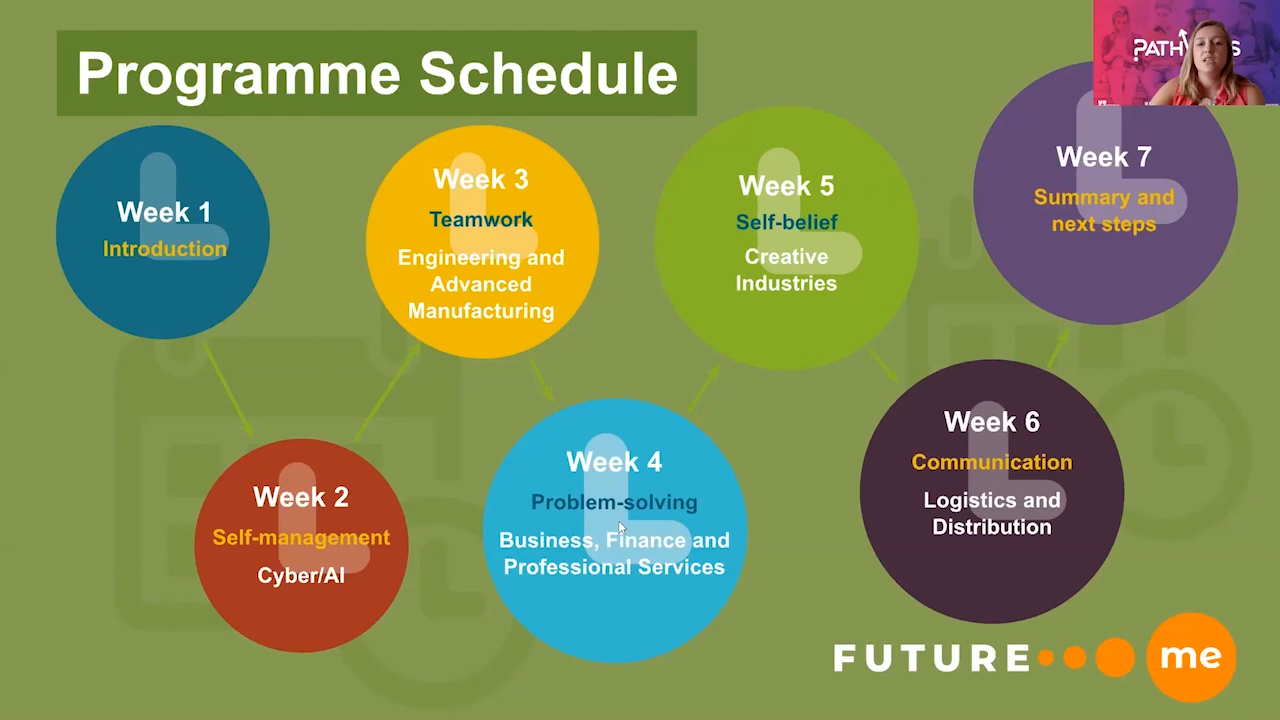 Programme Schedule
Week 1
Introduction
Week 2
Self-management
Cyber/AI
Week 3
Teamwork
Engineering and
Advanced
Manufacturing
Week 4
Problem-solving
Business, Finance and
Professional Services
Week 5
Self-belief
Creative
Industries
Week 6
Communication
Logistics and
Distribution
Week 7
Summary and
next steps
FUTURE me